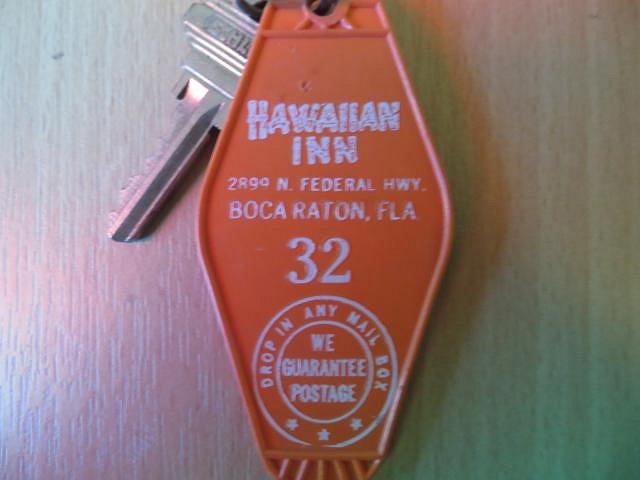 HAWAIIAN
INN
2899 N. FEDERAL HWY.
BOCA RATON, FLA.
32
DROP IN ANY MAIL BOX
WE
GUARANTEE
POSTAGE